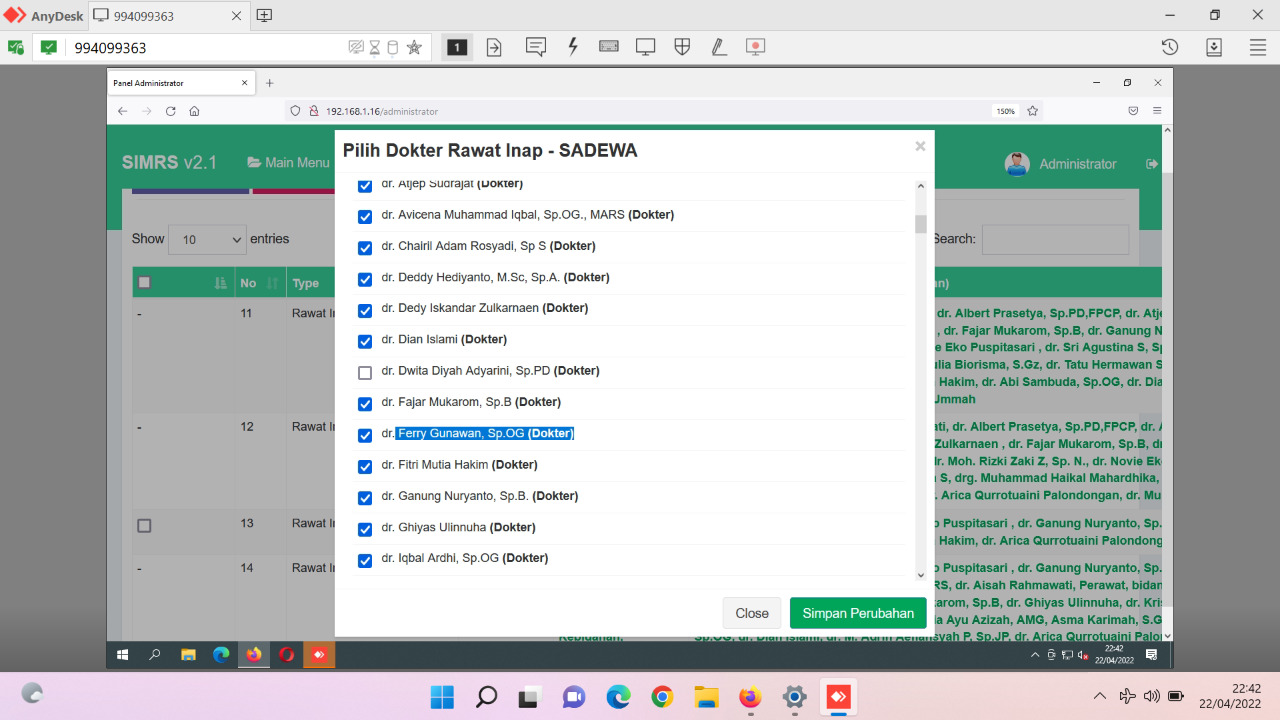 AnyDesk
994099363
994099363
1
Panel Administrator
192.168.1.16/administrator
150%
SIMRS v2.1
Main Menu
Administrator
Pilih Dokter Rawat Inap - SADEWA
Show 10 entries
Search:
No
Type
dr. Atjep Sudrajat (Dokter)
dr. Avicena Muhammad Iqbal, Sp.OG., MARS (Dokter)
dr. Chairil Adam Rosyadi, Sp S (Dokter)
dr. Deddy Hediyanto, M.Sc, Sp.A. (Dokter)
dr. Dedy Iskandar Zulkarnaen (Dokter)
dr. Dian Islami (Dokter)
dr. Dwita Diyah Adyarini, Sp.PD (Dokter)
dr. Fajar Mukarom, Sp.B (Dokter)
dr. Ferry Gunawan, Sp.OG (Dokter)
dr. Fitri Mutia Hakim (Dokter)
dr. Ganung Nuryanto, Sp.B. (Dokter)
dr. Ghiyas Ulinnuha (Dokter)
dr. Iqbal Ardhi, Sp.OG (Dokter)
Close
Simpan Perubahan
- 11 Rawat In
dr. Albert Prasetya, Sp.PD,FPCP, dr. Atje
, dr. Fajar Mukarom, Sp.B, dr. Ganung N
e Eko Puspitasari , dr. Sri Agustina S, Sp
ulia Biorisma, S.Gz, dr. Tatu Hermawan S
Hakim, dr. Abi Sambuda, Sp.OG, dr. Dia
Ummah
- 12 Rawat In
ati, dr. Albert Prasetya, Sp.PD,FPCP, dr. A
Zulkarnaen , dr. Fajar Mukarom, Sp.B, dr
dr. Moh. Rizki Zaki Z, Sp. N., dr. Novie Ek
S, drg. Muhammad Haikal Mahardhika,
. Arica Qurrotuaini Palondongan, dr. Mu
13 Rawat In
o Puspitasari , dr. Ganung Nuryanto, Sp.
Hakim, dr. Arica Qurrotuaini Palondong
- 14 Rawat In
o Puspitasari , dr. Ganung Nuryanto, Sp.
RS, dr. Aisah Rahmawati, Perawat, bidan
arom, Sp.B, dr. Ghiyas Ulinnuha, dr. Kris
ia Ayu Azizah, AMG, Asma Karimah, S.G
Kebidanan,
Sp.OG, dr. Dian Islami, dr. M. Adrin Aefiansyah P, Sp.JP, dr. Arica Qurrotuaini Palon
22:42
22/04/2022
22:42
22/04/2022